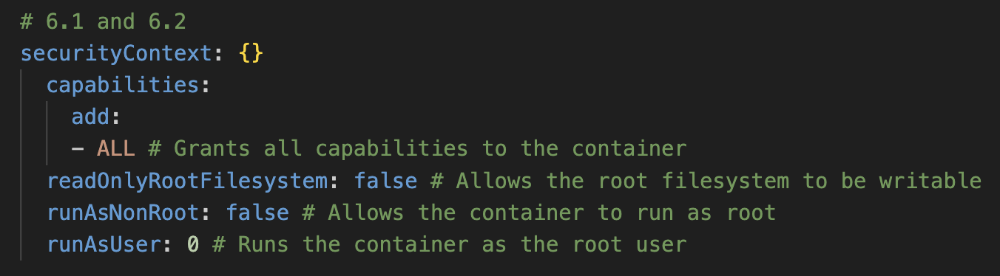 # 6.1 and 6.2
securityContext: {}
  capabilities:
    add:
    - ALL # Grants all capabilities to the container
  readOnlyRootFilesystem: false # Allows the root filesystem to be writable
  runAsNonRoot: false # Allows the container to run as root
  runAsUser: 0 # Runs the container as the root user